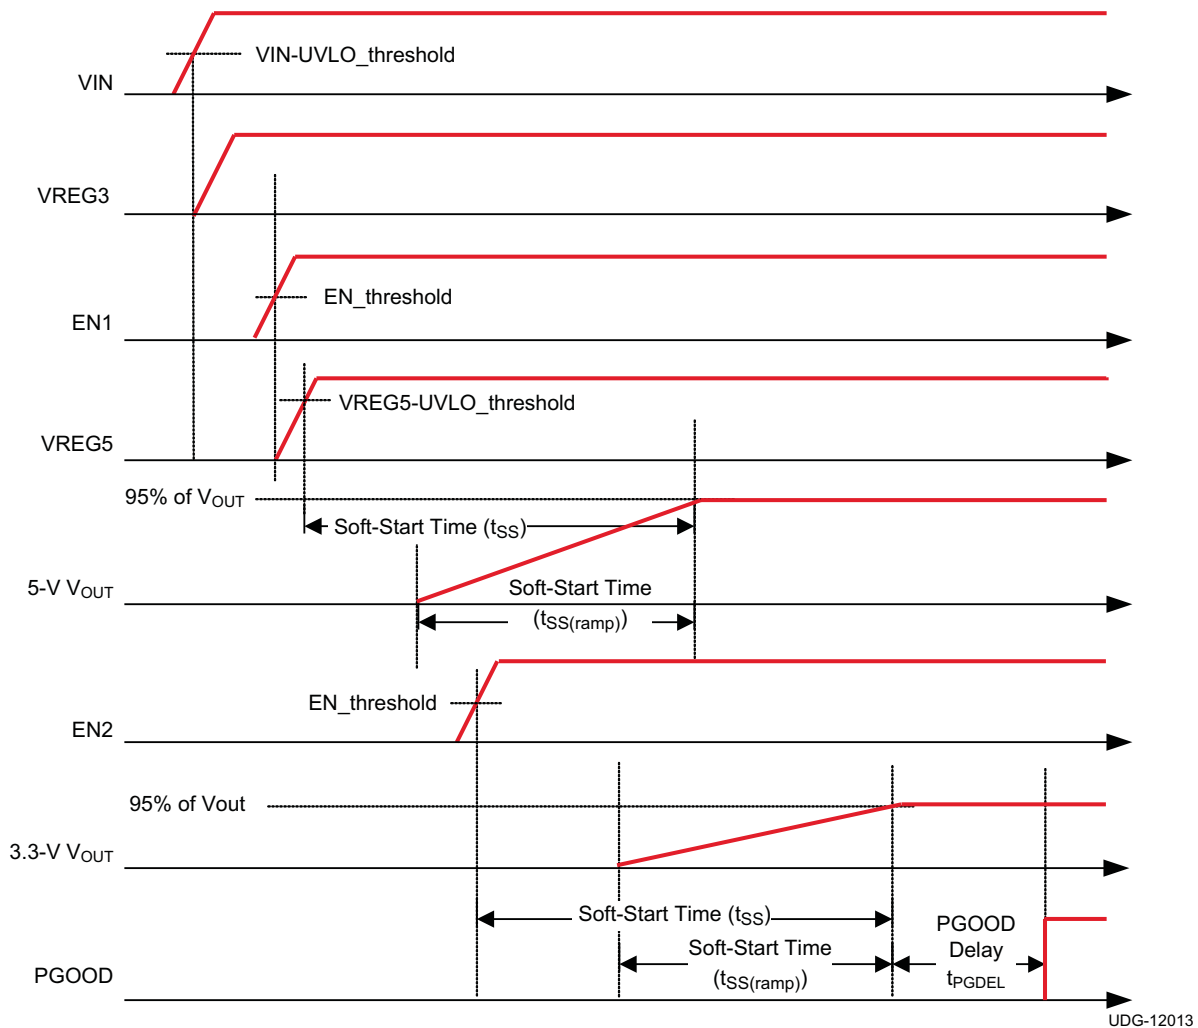 VIN-UVLO_threshold
VIN
VREG3
EN_threshold
EN1
VREG5-UVLO_threshold
VREG5
95% of VOUT
Soft-Start Time (tSS)
5-V VOUT
Soft-Start Time
(tSS(ramp))
EN_threshold
EN2
95% of Vout
3.3-V VOUT
Soft-Start Time (tSS)
Soft-Start Time
(tSS(ramp))
PGOOD
Delay
tPGDEL
PGOOD
UDG-12013